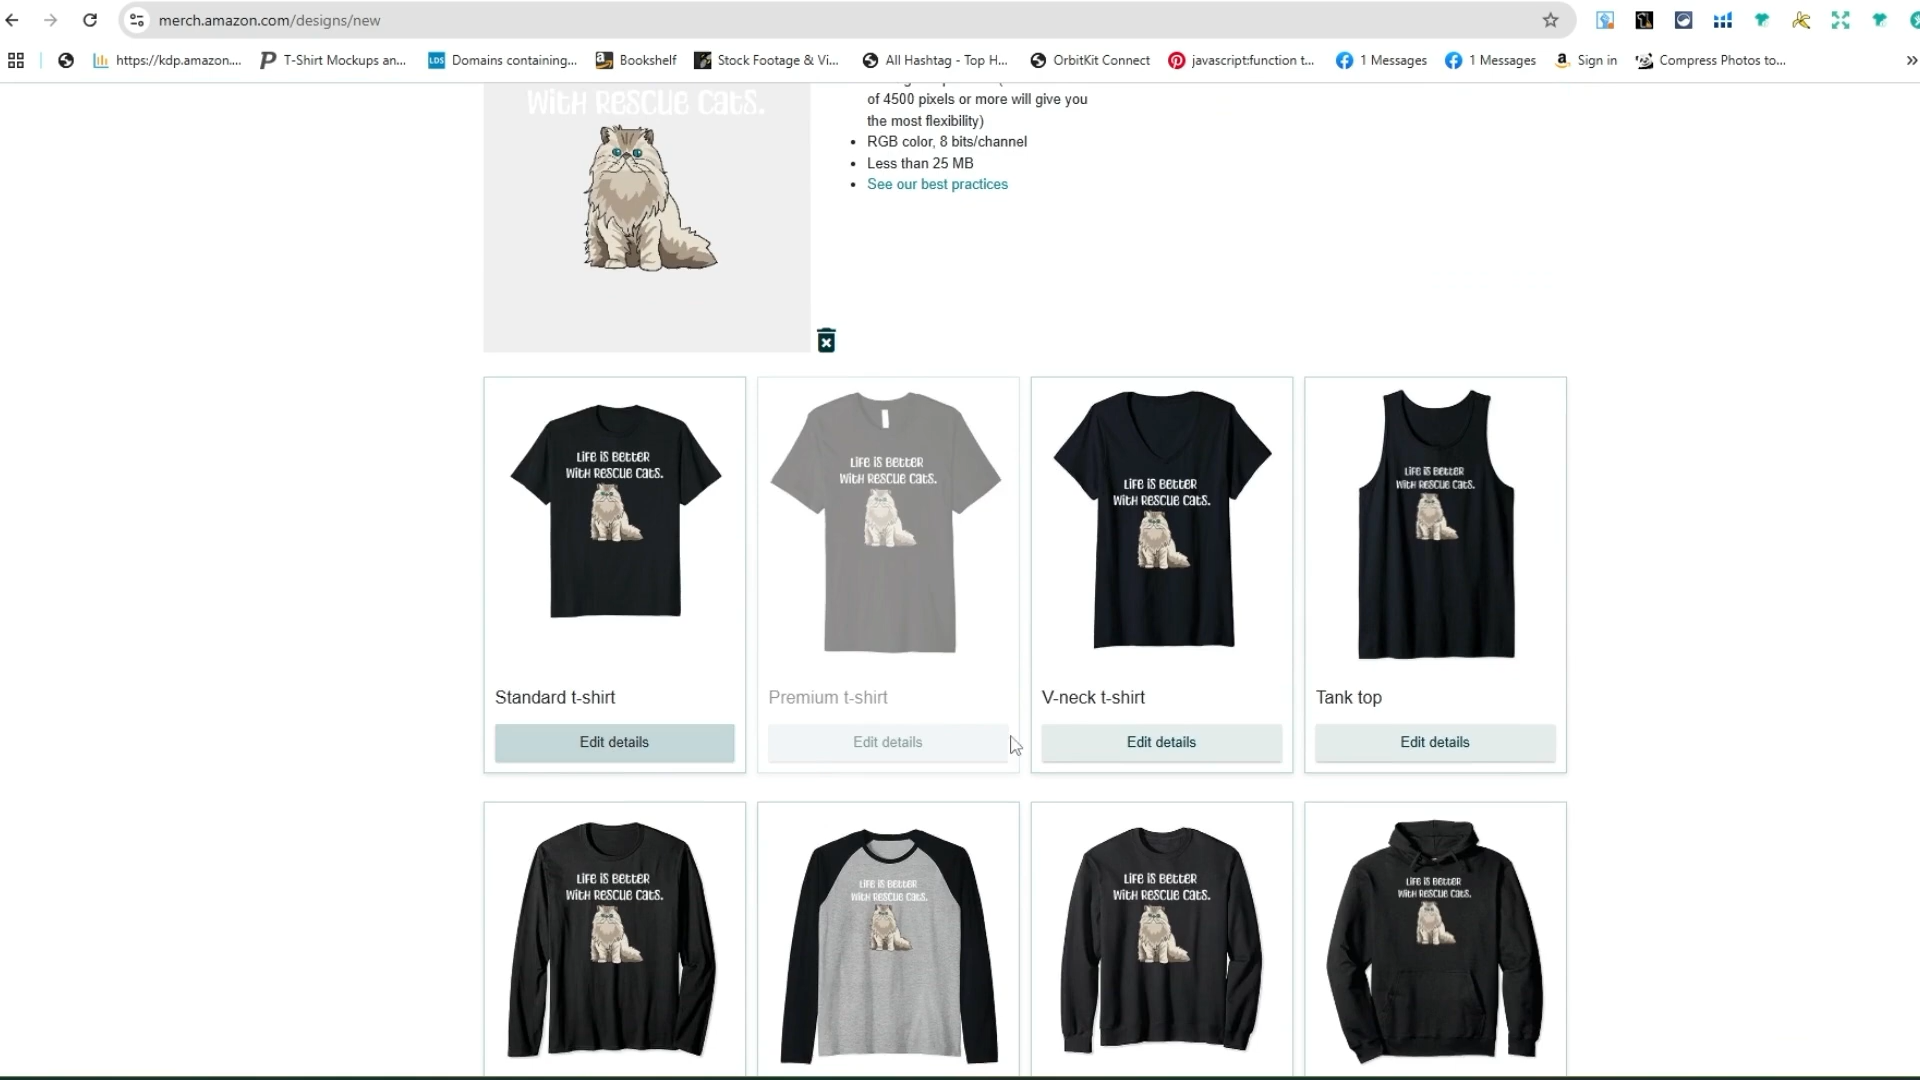 merch.amazon.com/designs/new
https://kdp.amazon....
T-Shirt Mockups an...
LDS
Domains containing...
Bookshelf
Stock Footage & Vi...
All Hashtag - Top H...
OrbitKit Connect
javascript:function t...
1 Messages
1 Messages
Sign in
Compress Photos to...
»
With Rescue Cats.
of 4500 pixels or more will give you
the most flexibility)
• RGB color, 8 bits/channel
• Less than 25 MB
• See our best practices
Life is Better
With Rescue Cats.
Life is Better
With Rescue Cats.
Life is Better
With Rescue Cats.
Life is Better
With Rescue Cats.
Standard t-shirt
Premium t-shirt
V-neck t-shirt
Tank top
Edit details
Edit details
Edit details
Edit details
Life is Better
With Rescue Cats.
Life is Better
With Rescue Cats.
Life is Better
With Rescue Cats.
Life is Better
With Rescue Cats.